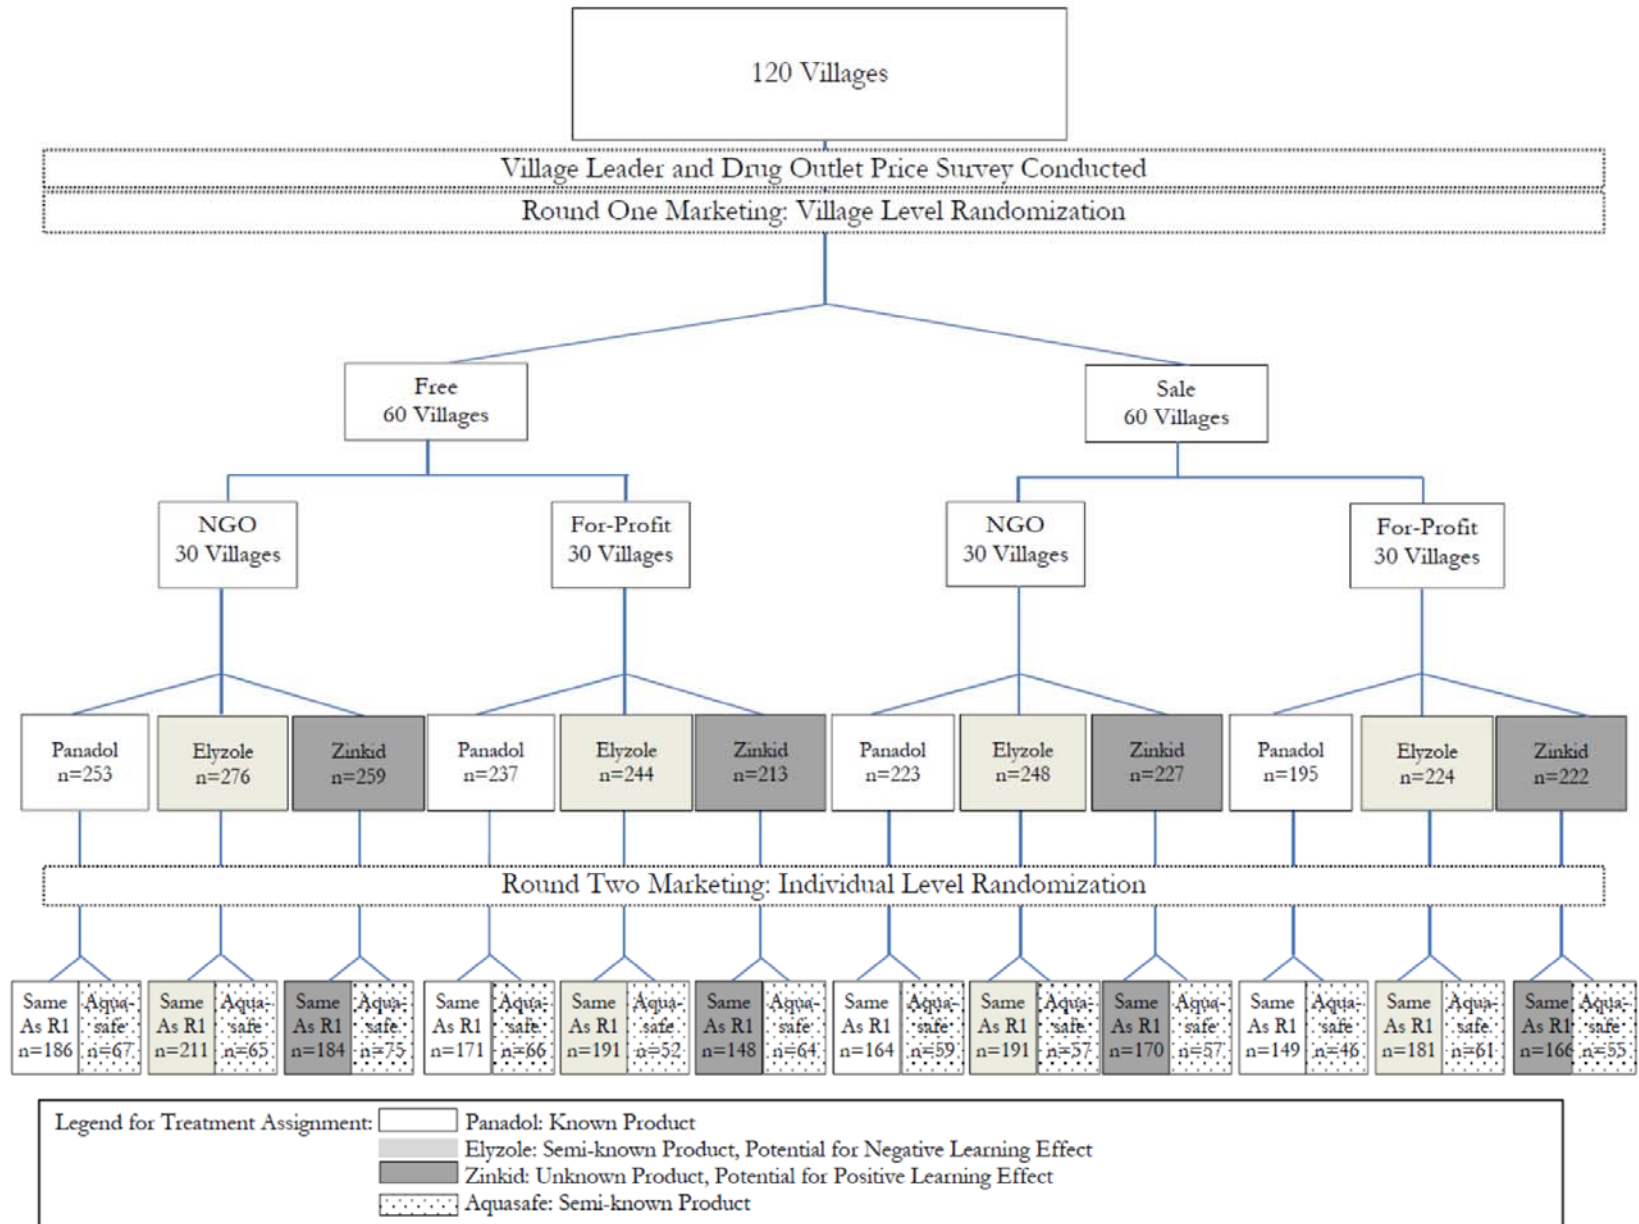 120 Villages
Village Leader and Drug Outlet Price Survey Conducted
Round One Marketing: Village Level Randomization
Free
60 Villages
Sale
60 Villages
NGO
30 Villages
For-Profit
30 Villages
NGO
30 Villages
For-Profit
30 Villages
Panadol
n=253
Elyzole
n=276
Zinkid
n=259
Panadol
n=237
Elyzole
n=244
Zinkid
n=213
Panadol
n=223
Elyzole
n=248
Zinkid
n=227
Panadol
n=195
Elyzole
n=224
Zinkid
n=222
Round Two Marketing: Individual Level Randomization
Same
As R1
n=186
Aqua-
safe
n=67
Same
As R1
n=211
Aqua-
safe
n=65
Same
As R1
n=184
Aqua-
safe
n=75
Same
As R1
n=171
Aqua-
safe
n=66
Same
As R1
n=191
Aqua-
safe
n=52
Same
As R1
n=148
Aqua-
safe
n=64
Same
As R1
n=164
Aqua-
safe
n=59
Same
As R1
n=191
Aqua-
safe
n=57
Same
As R1
n=170
Aqua-
safe
n=57
Same
As R1
n=149
Aqua-
safe
n=46
Same
As R1
n=181
Aqua-
safe
n=61
Same
As R1
n=166
Aqua-
safe
n=55
Legend for Treatment Assignment:
Panadol: Known Product
Elyzole: Semi-known Product, Potential for Negative Learning Effect
Zinkid: Unknown Product, Potential for Positive Learning Effect
Aquasafe: Semi-known Product